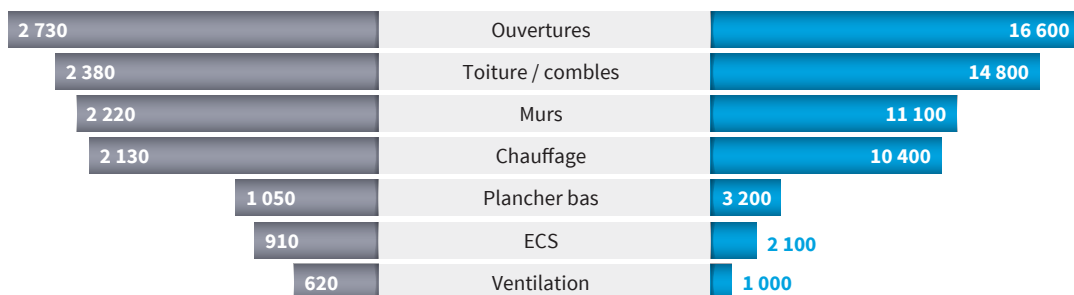 2 730 Ouvertures 16 600
2 380 Toiture / combles 14 800
2 220 Murs 11 100
2 130 Chauffage 10 400
1 050 Plancher bas 3 200
910 ECS 2 100
620 Ventilation 1 000